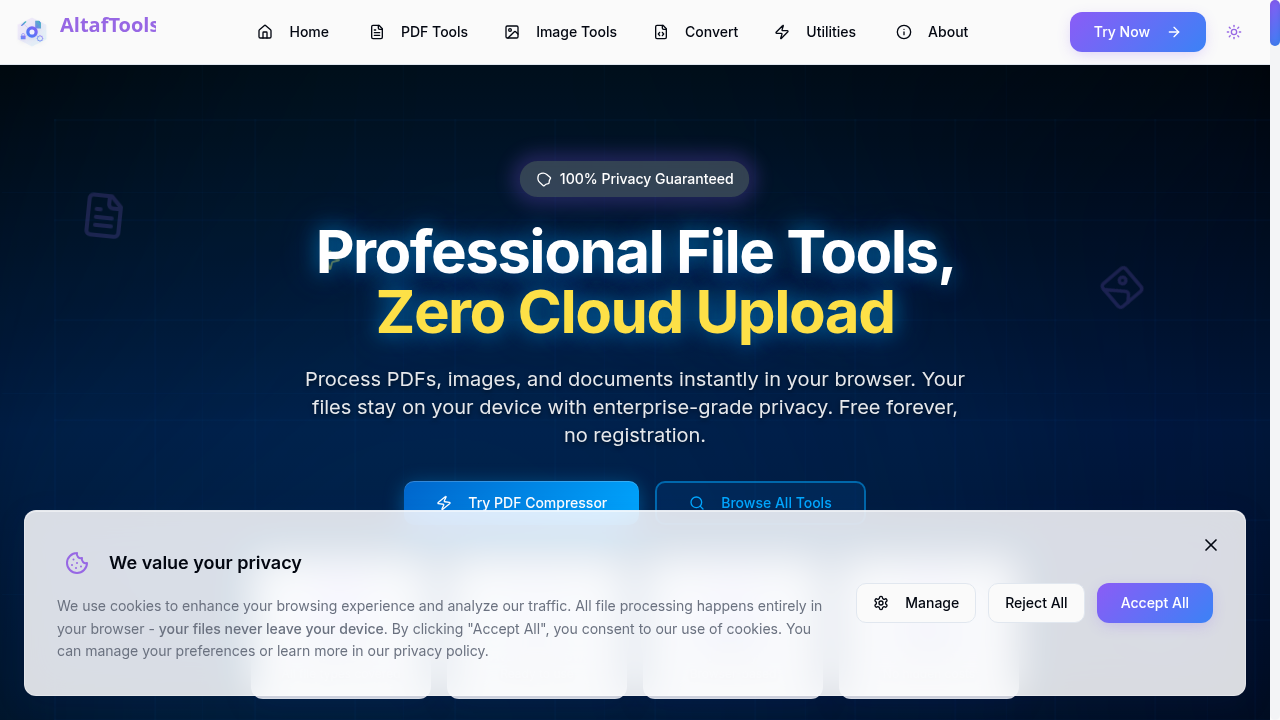 AltafTools
Home
PDF Tools
Image Tools
Convert
Utilities
About
Try Now
100% Privacy Guaranteed
Professional File Tools,
Zero Cloud Upload
Process PDFs, images, and documents instantly in your browser. Your
files stay on your device with enterprise-grade privacy. Free forever,
no registration.
Try PDF Compressor
Browse All Tools
We value your privacy
We use cookies to enhance your browsing experience and analyze our traffic. All file processing happens entirely in
your browser - your files never leave your device. By clicking "Accept All", you consent to our use of cookies. You
can manage your preferences or learn more in our privacy policy.
Manage
Reject All
Accept All